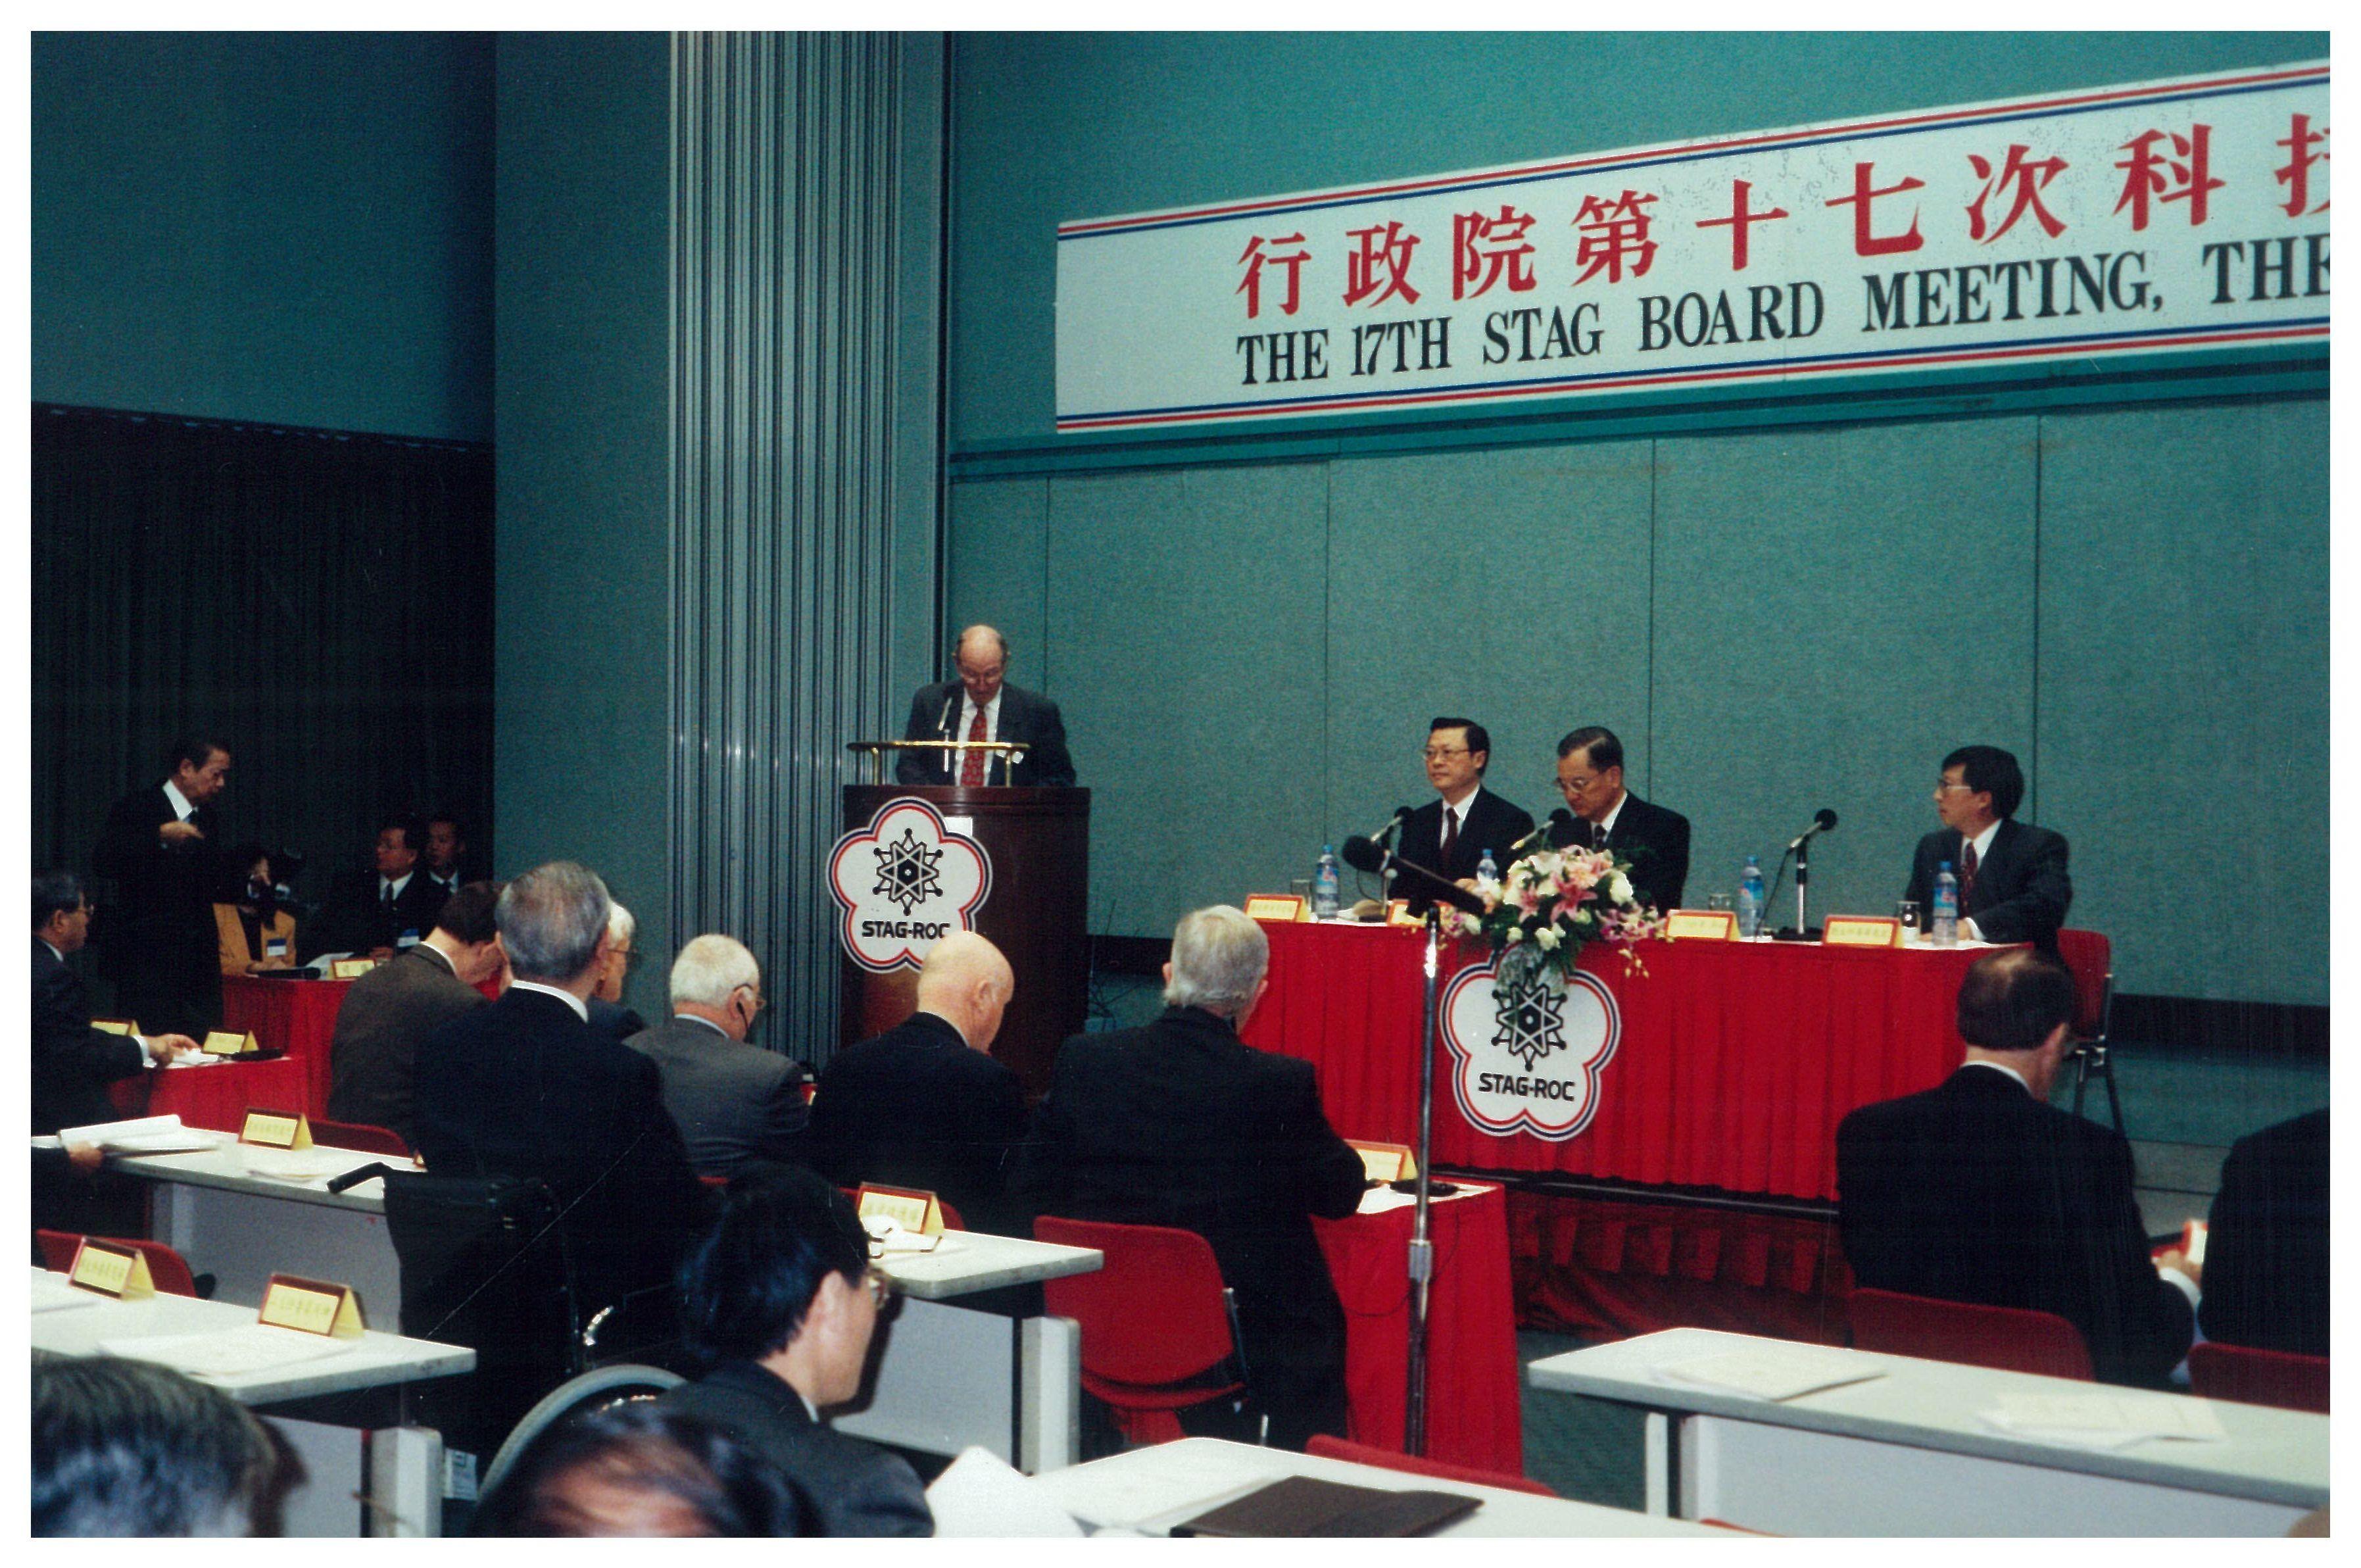 行政院第十七次科技
THE 17TH STAG BOARD MEETING, THE
STAG-ROC
STAG-ROC